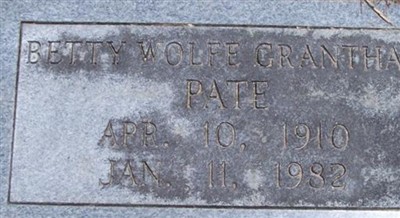 BETTY WOLFE GRANTHA
PATE
APR. 10, 1910
JAN. 11, 1982